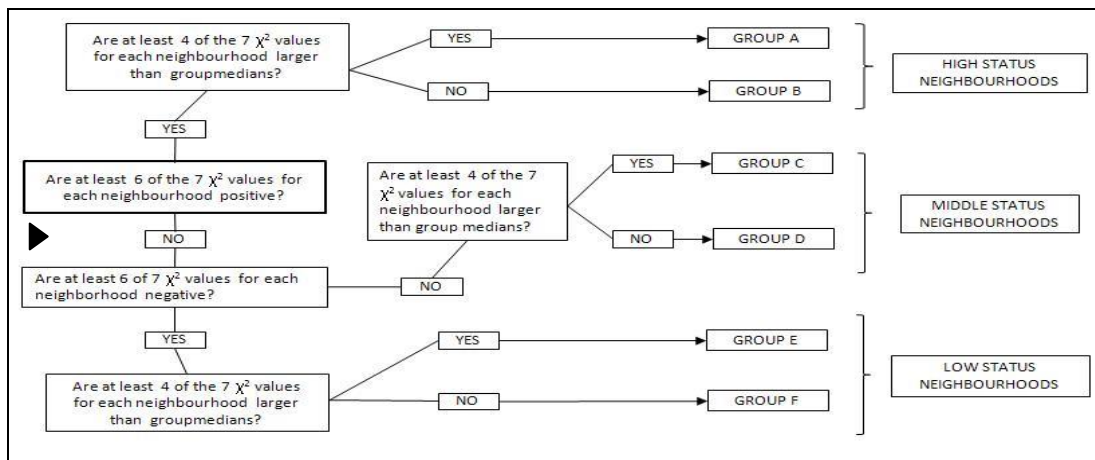 Are at least 4 of the 7 χ² values
for each neighbourhood larger
than groupmedians?
YES
GROUP A
NO
GROUP B
HIGH STATUS
NEIGHBOURHOODS
YES
Are at least 6 of the 7 χ² values for
each neighbourhood positive?
NO
Are at least 4 of the 7
χ² values for each
neighbourhood larger
than group medians?
YES
GROUP C
NO
GROUP D
MIDDLE STATUS
NEIGHBOURHOODS
Are at least 6 of 7 χ² values for each
neighborhood negative?
NO
YES
Are at least 4 of the 7 χ² values
for each neighbourhood larger
than groupmedians?
YES
GROUP E
NO
GROUP F
LOW STATUS
NEIGHBOURHOODS